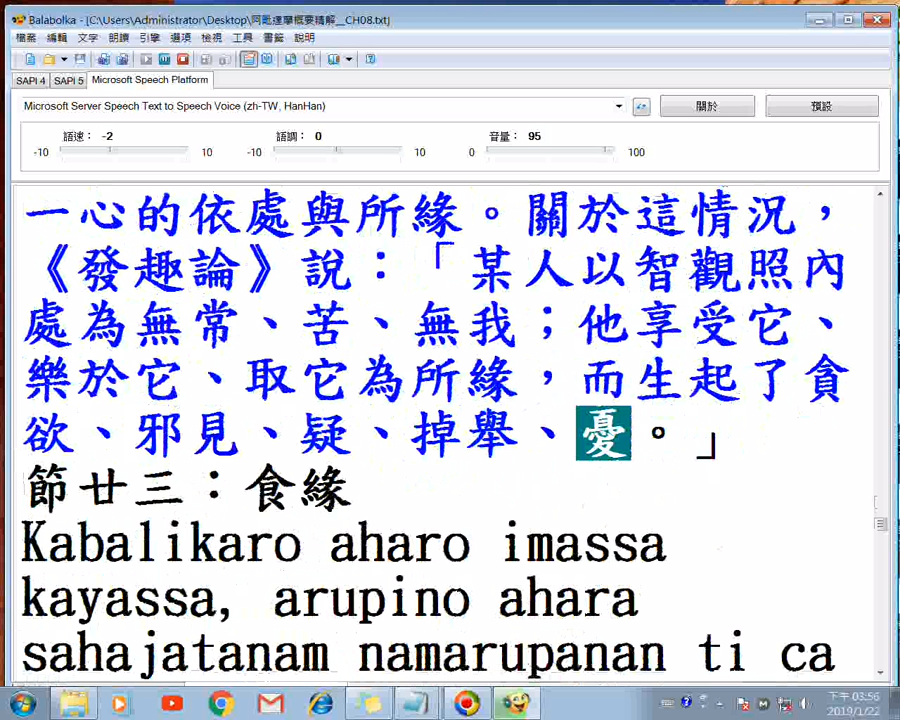 Balabolka - [C:\Users\Administrator\Desktop\阿毗達摩概要精解__CH08.txt]
檔案 編輯 文字 朗讀 引擎 選項 檢視 工具 書籤 說明
SAPI 4 SAPI 5 Microsoft Speech Platform
Microsoft Server Speech Text to Speech Voice (zh-TW, HanHan) 關於 預設
語速: -2 語調: 0 音量: 95
-10 10 -10 10 0 100
一心的依處與所緣。關於這情況,
《發趣論》說:「某人以智觀照內
處為無常、苦、無我;他享受它、
樂於它、取它為所緣,而生起了貪
欲、邪見、疑、掉舉、憂。」
節廿三:食緣
Kabalikaro aharo imassa
kayassa, arupino ahara
sahajatanam namarupanan ti ca
下午 03:56
2019/1/22